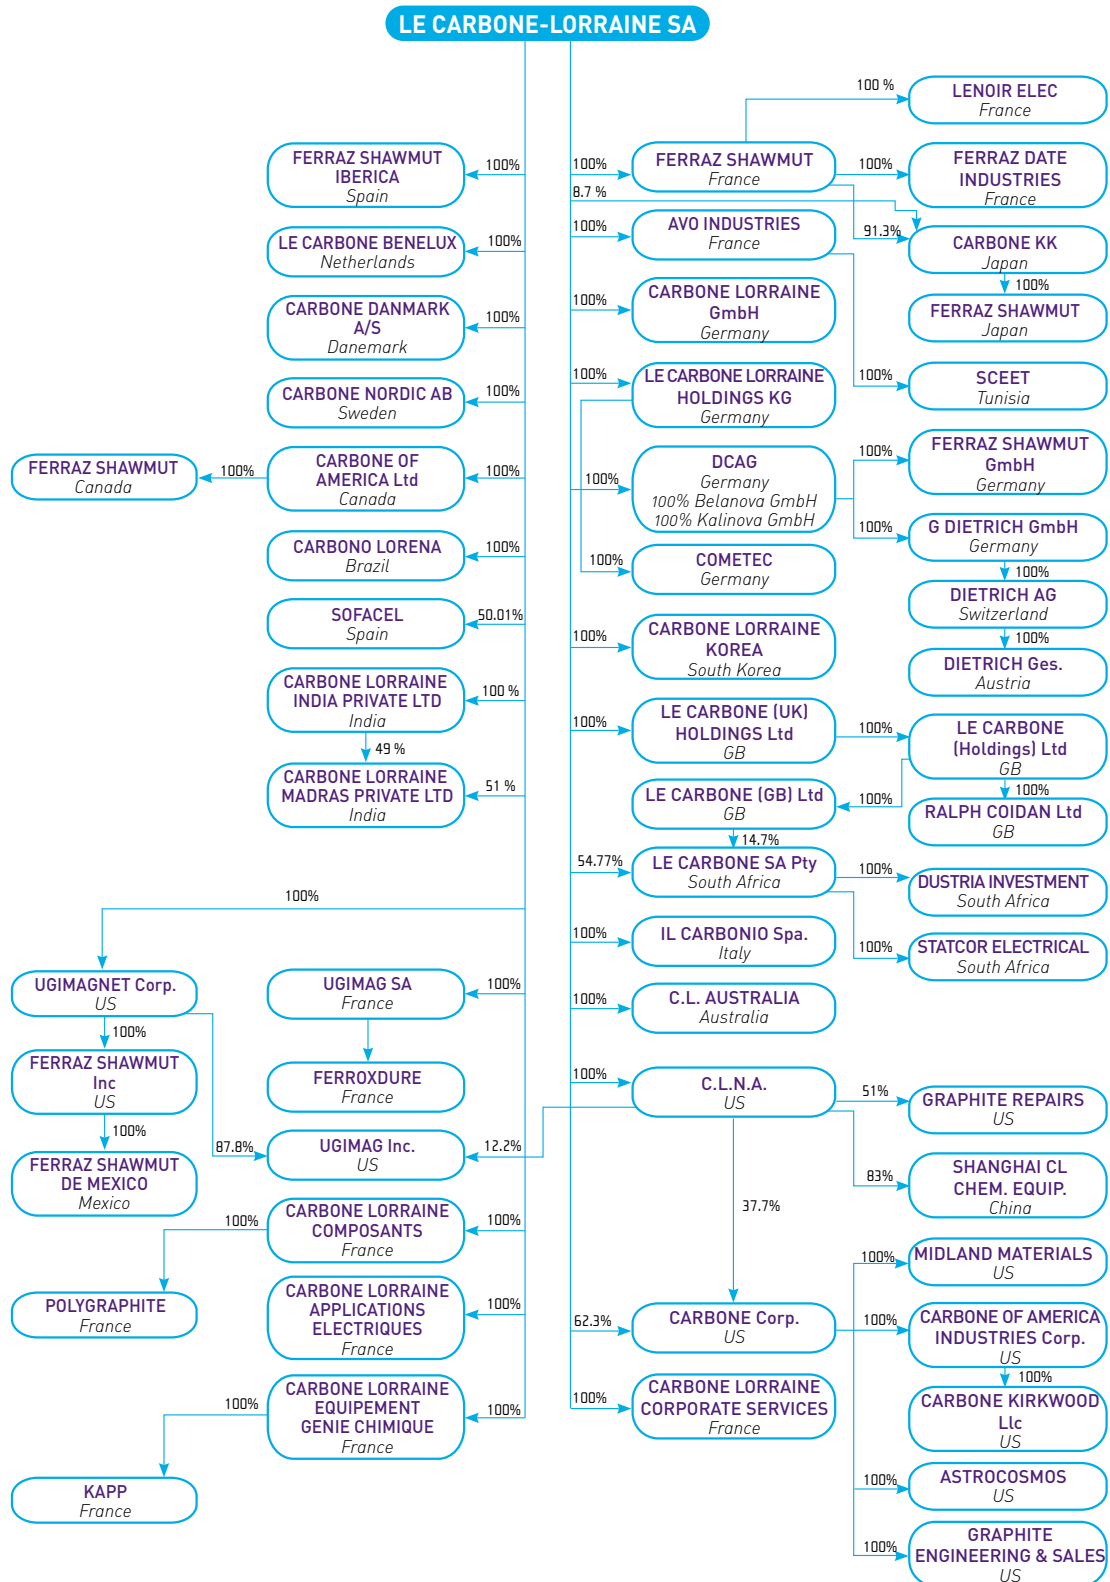 LE CARBONE-LORRAINE SA
100 %
LENOIR ELEC
France
FERRAZ SHAWMUT
IBERICA
Spain
100%
100%
FERRAZ SHAWMUT
France
100%
FERRAZ DATE
INDUSTRIES
France
8.7 %
LE CARBONE BENELUX
Netherlands
100%
100%
AVO INDUSTRIES
France
91.3%
CARBONE KK
Japan
100%
FERRAZ SHAWMUT
Japan
CARBONE DANMARK
A/S
Danemark
100%
100%
CARBONE LORRAINE
GmbH
Germany
CARBONE NORDIC AB
Sweden
100%
100%
LE CARBONE LORRAINE
HOLDINGS KG
Germany
100%
SCEET
Tunisia
FERRAZ SHAWMUT
Canada
100%
CARBONE OF
AMERICA Ltd
Canada
100%
100%
DCAG
Germany
100% Belanova GmbH
100% Kalinova GmbH
100%
FERRAZ SHAWMUT
GmbH
Germany
100%
G DIETRICH GmbH
Germany
CARBONO LORENA
Brazil
100%
100%
COMETEC
Germany
100%
DIETRICH AG
Switzerland
100%
DIETRICH Ges.
Austria
SOFACEL
Spain
50.01%
100%
CARBONE LORRAINE
KOREA
South Korea
CARBONE LORRAINE
INDIA PRIVATE LTD
India
100 %
49 %
100%
LE CARBONE (UK)
HOLDINGS Ltd
GB
100%
LE CARBONE
(Holdings) Ltd
GB
CARBONE LORRAINE
MADRAS PRIVATE LTD
India
51 %
LE CARBONE (GB) Ltd
GB
100%
100%
RALPH COIDAN Ltd
GB
14.7%
54.77%
LE CARBONE SA Pty
South Africa
100%
DUSTRIA INVESTMENT
South Africa
100%
100%
IL CARBONIO Spa.
Italy
100%
STATCOR ELECTRICAL
South Africa
UGIMAGNET Corp.
US
UGIMAG SA
France
100%
100%
C.L. AUSTRALIA
Australia
100%
FERRAZ SHAWMUT
Inc
US
FERROXDURE
France
100%
C.L.N.A.
US
51%
GRAPHITE REPAIRS
US
100%
87.8%
UGIMAG Inc.
US
12.2%
FERRAZ SHAWMUT
DE MEXICO
Mexico
83%
SHANGHAI CL
CHEM. EQUIP.
China
37.7%
100%
CARBONE LORRAINE
COMPOSANTS
France
100%
100%
MIDLAND MATERIALS
US
POLYGRAPHITE
France
CARBONE LORRAINE
APPLICATIONS
ELECTRIQUES
France
100%
62.3%
CARBONE Corp.
US
100%
CARBONE OF AMERICA
INDUSTRIES Corp.
US
100%
CARBONE KIRKWOOD
Llc
US
100%
CARBONE LORRAINE
EQUIPEMENT
GENIE CHIMIQUE
France
100%
100%
CARBONE LORRAINE
CORPORATE SERVICES
France
KAPP
France
100%
ASTROCOSMOS
US
100%
GRAPHITE
ENGINEERING & SALES
US